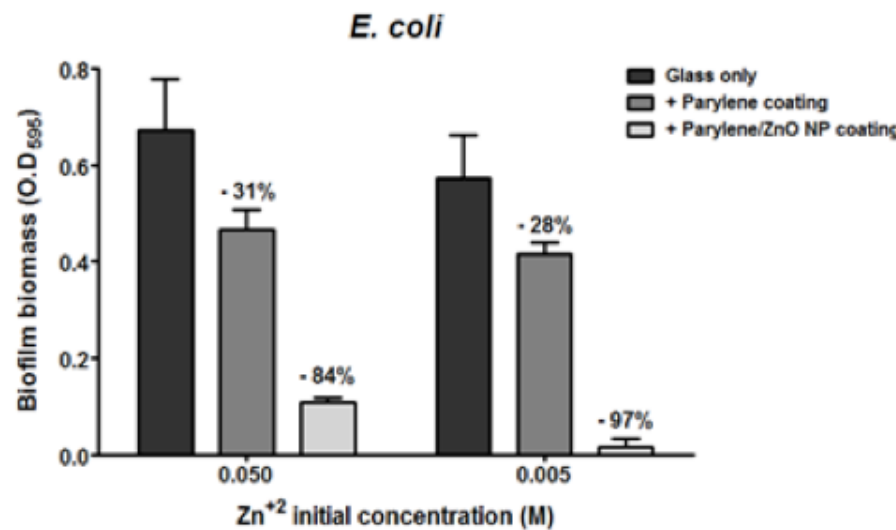 E. coli
Glass only
+ Parylene coating
+ Parylene/ZnO NP coating
Biofilm biomass (O.D595)
0.8
0.6
0.4
0.2
0.0
- 31%
- 84%
- 28%
- 97%
0.050
0.005
Zn+2 initial concentration (M)